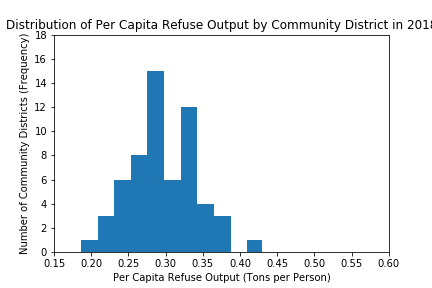 Distribution of Per Capita Refuse Output by Community District in 2018
Number of Community Districts (Frequency)
18
16
14
12
10
8
6
4
2
0
0.15 0.20 0.25 0.30 0.35 0.40 0.45 0.50 0.55 0.60
Per Capita Refuse Output (Tons per Person)